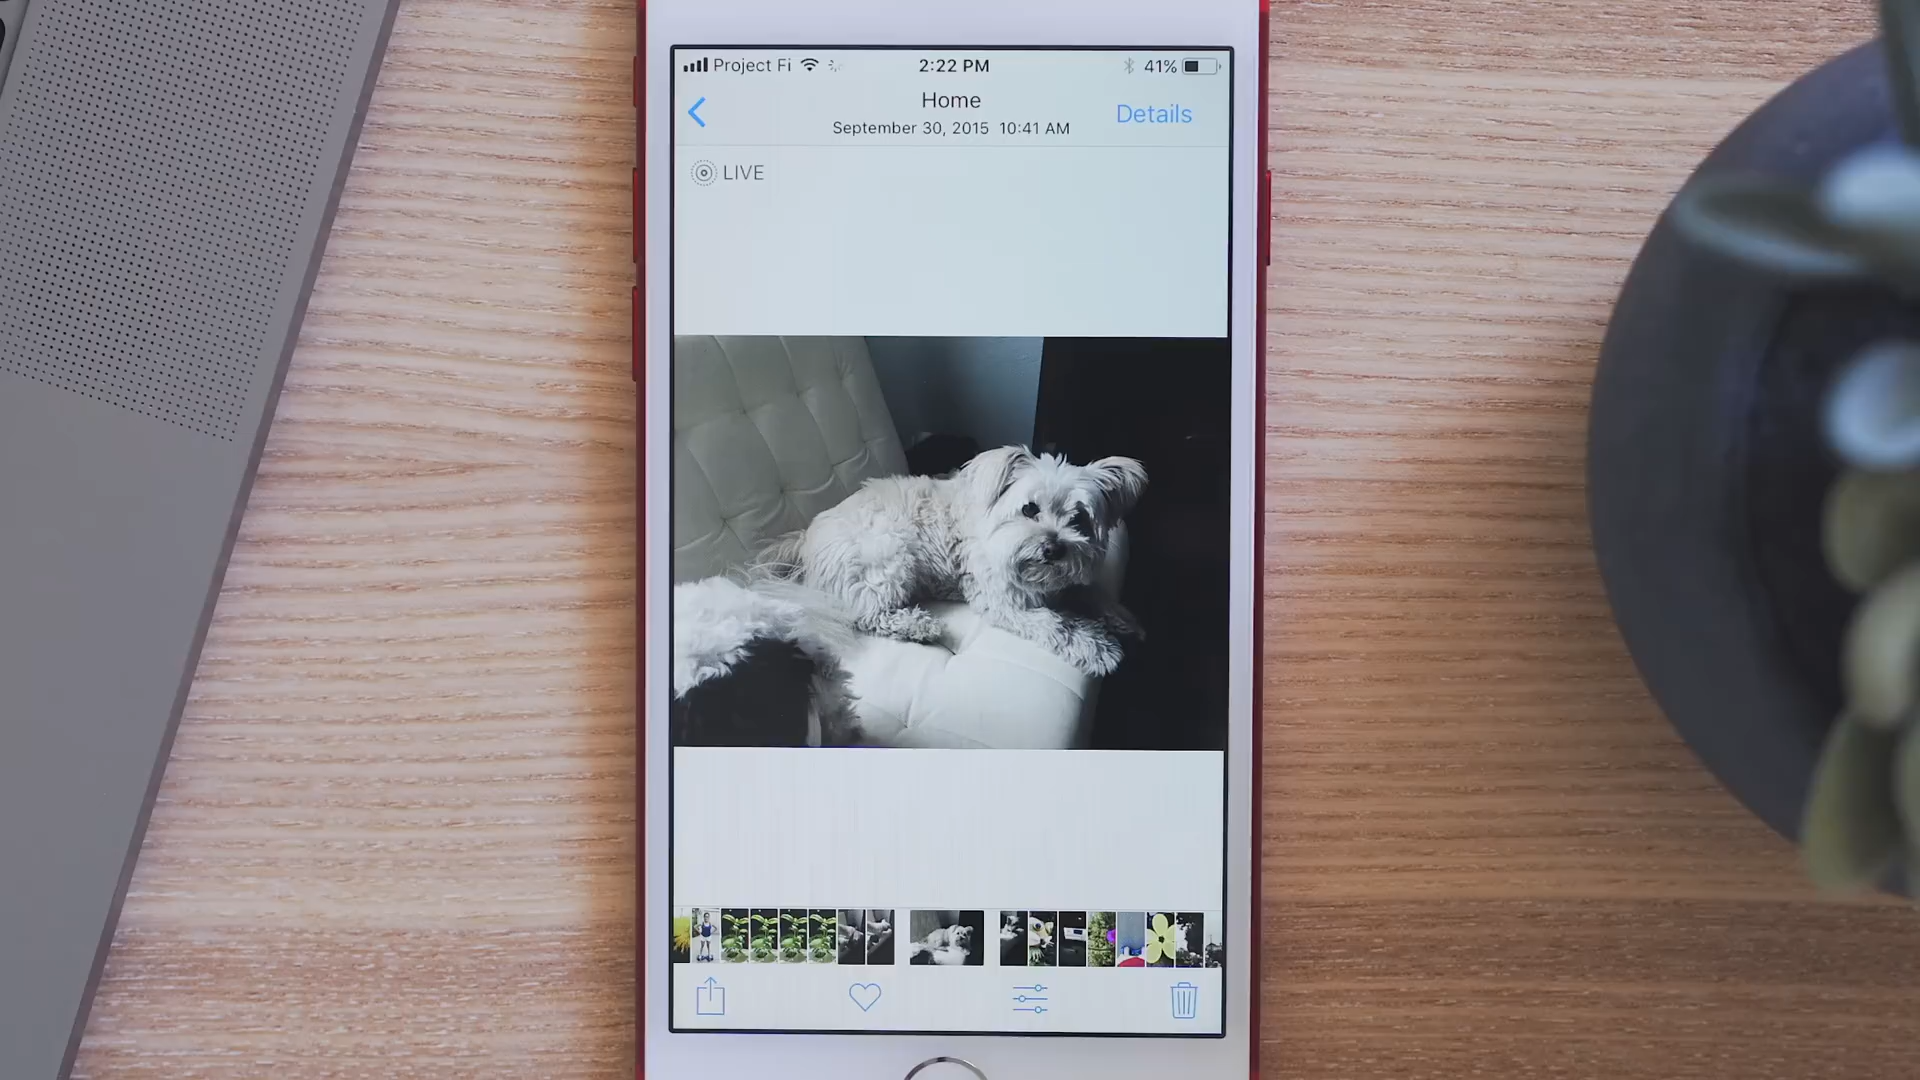 Project Fi 2:22 PM 41%
Home
September 30, 2015 10:41 AM
Details
LIVE